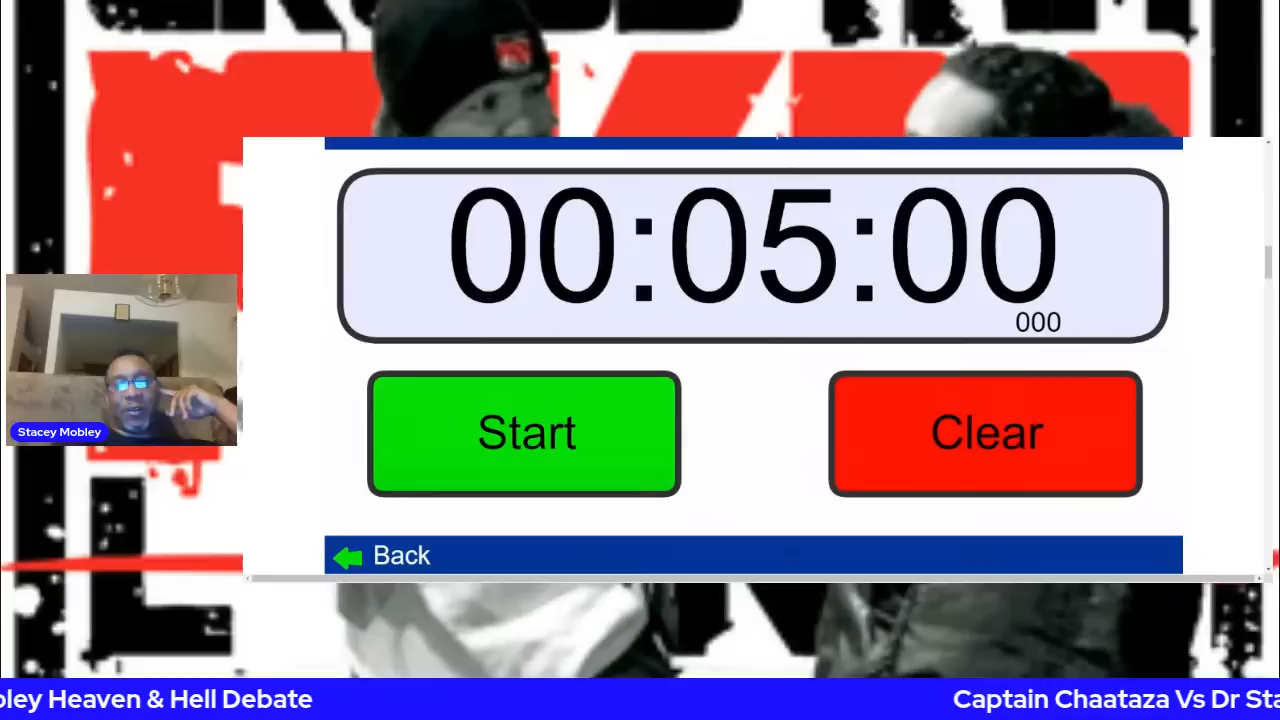 00:05:00
000
Start
Clear
Back
Stacey Mobley
bley Heaven & Hell Debate
Captain Chaataza Vs Dr Sta